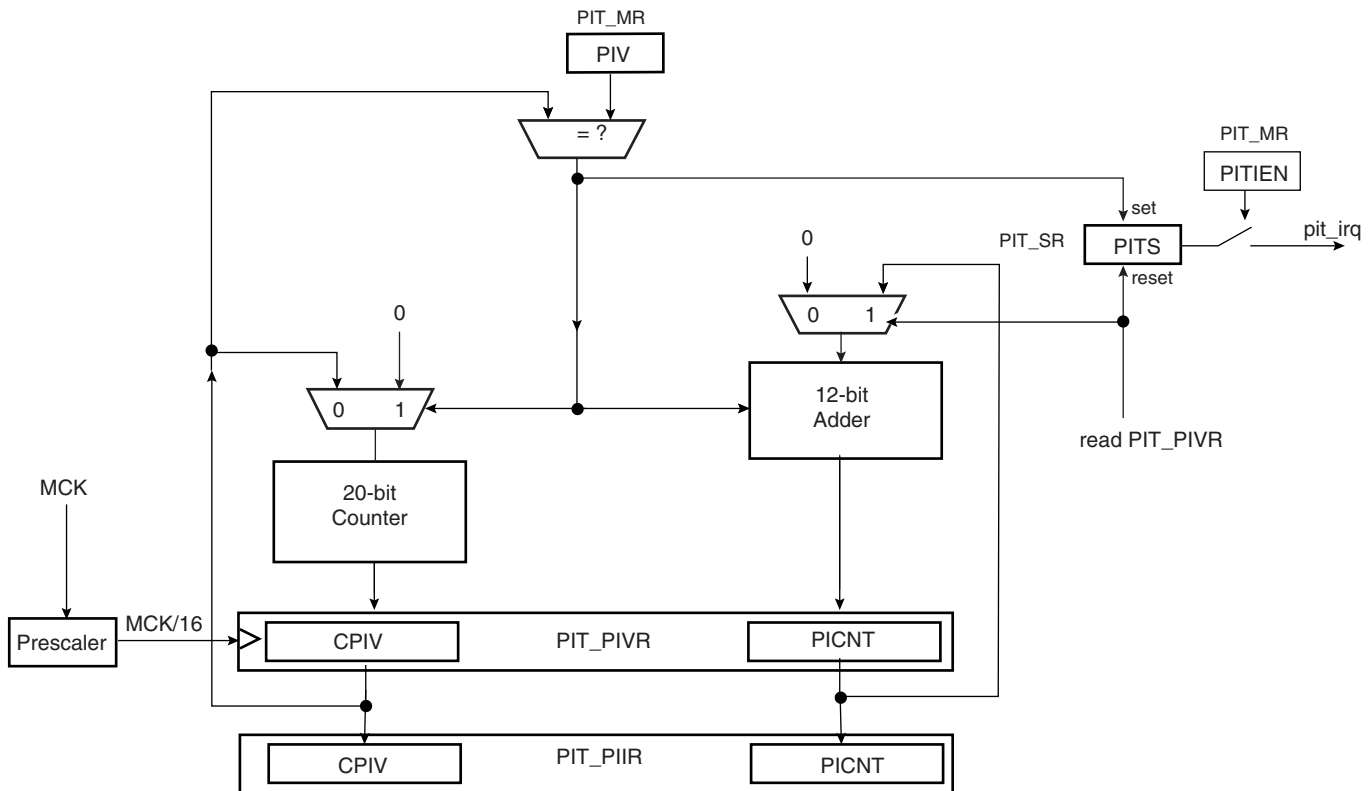 PIT_MR
PIV
= ?
PIT_MR
PITIEN
set
PIT_SR
PITS
pit_irq
reset
0
0 1
0
0 1
12-bit
Adder
read PIT_PIVR
MCK
20-bit
Counter
Prescaler
MCK/16
CPIV
PIT_PIVR
PICNT
CPIV
PIT_PIIR
PICNT